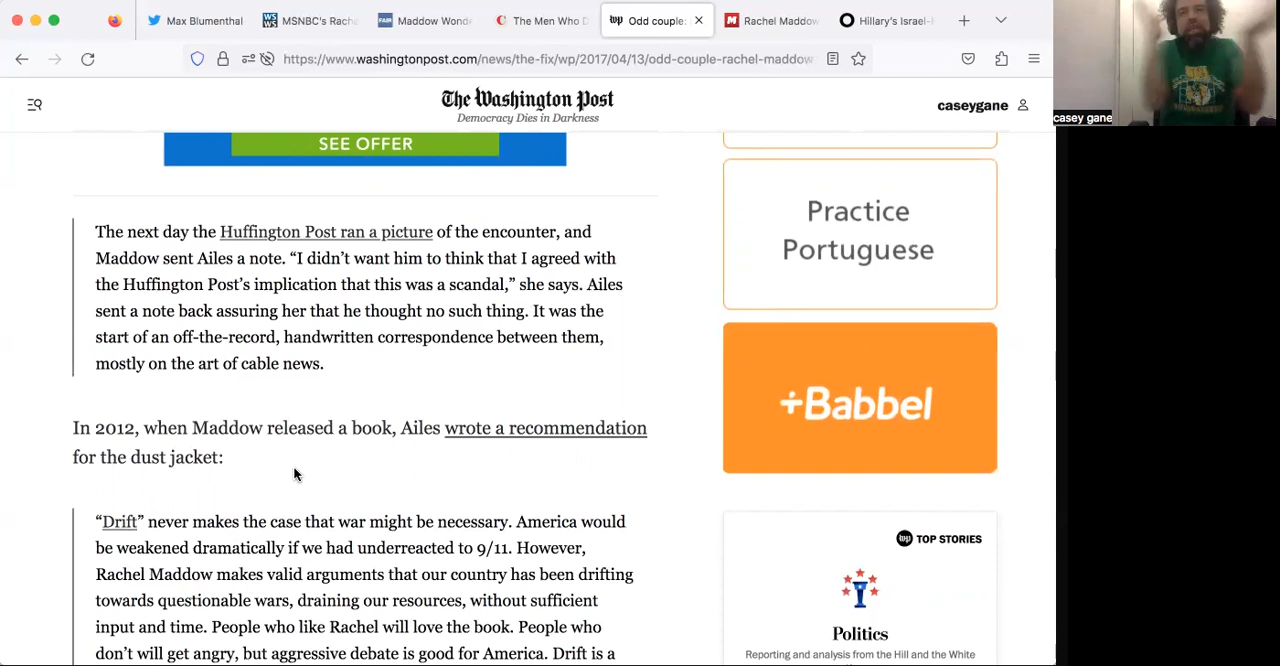 Max Blumenthal
MSNBC's Rach
Maddow Wond
The Men Who D
Odd couple:
Rachel Maddow
Hillary's Israel-
https://www.washingtonpost.com/news/the-fix/wp/2017/04/13/odd-couple-rachel-maddow
casey gane
The Washington Post
Democracy Dies in Darkness
caseygane
SEE OFFER
The next day the Huffington Post ran a picture of the encounter, and
Maddow sent Ailes a note. “I didn’t want him to think that I agreed with
the Huffington Post’s implication that this was a scandal,” she says. Ailes
sent a note back assuring her that he thought no such thing. It was the
start of an off-the-record, handwritten correspondence between them,
mostly on the art of cable news.
In 2012, when Maddow released a book, Ailes wrote a recommendation
for the dust jacket:
“Drift” never makes the case that war might be necessary. America would
be weakened dramatically if we had underreacted to 9/11. However,
Rachel Maddow makes valid arguments that our country has been drifting
towards questionable wars, draining our resources, without sufficient
input and time. People who like Rachel will love the book. People who
don’t will get angry, but aggressive debate is good for America. Drift is a
Practice
Portuguese
+Babbel
wp TOP STORIES
Politics
Reporting and analysis from the Hill and the White